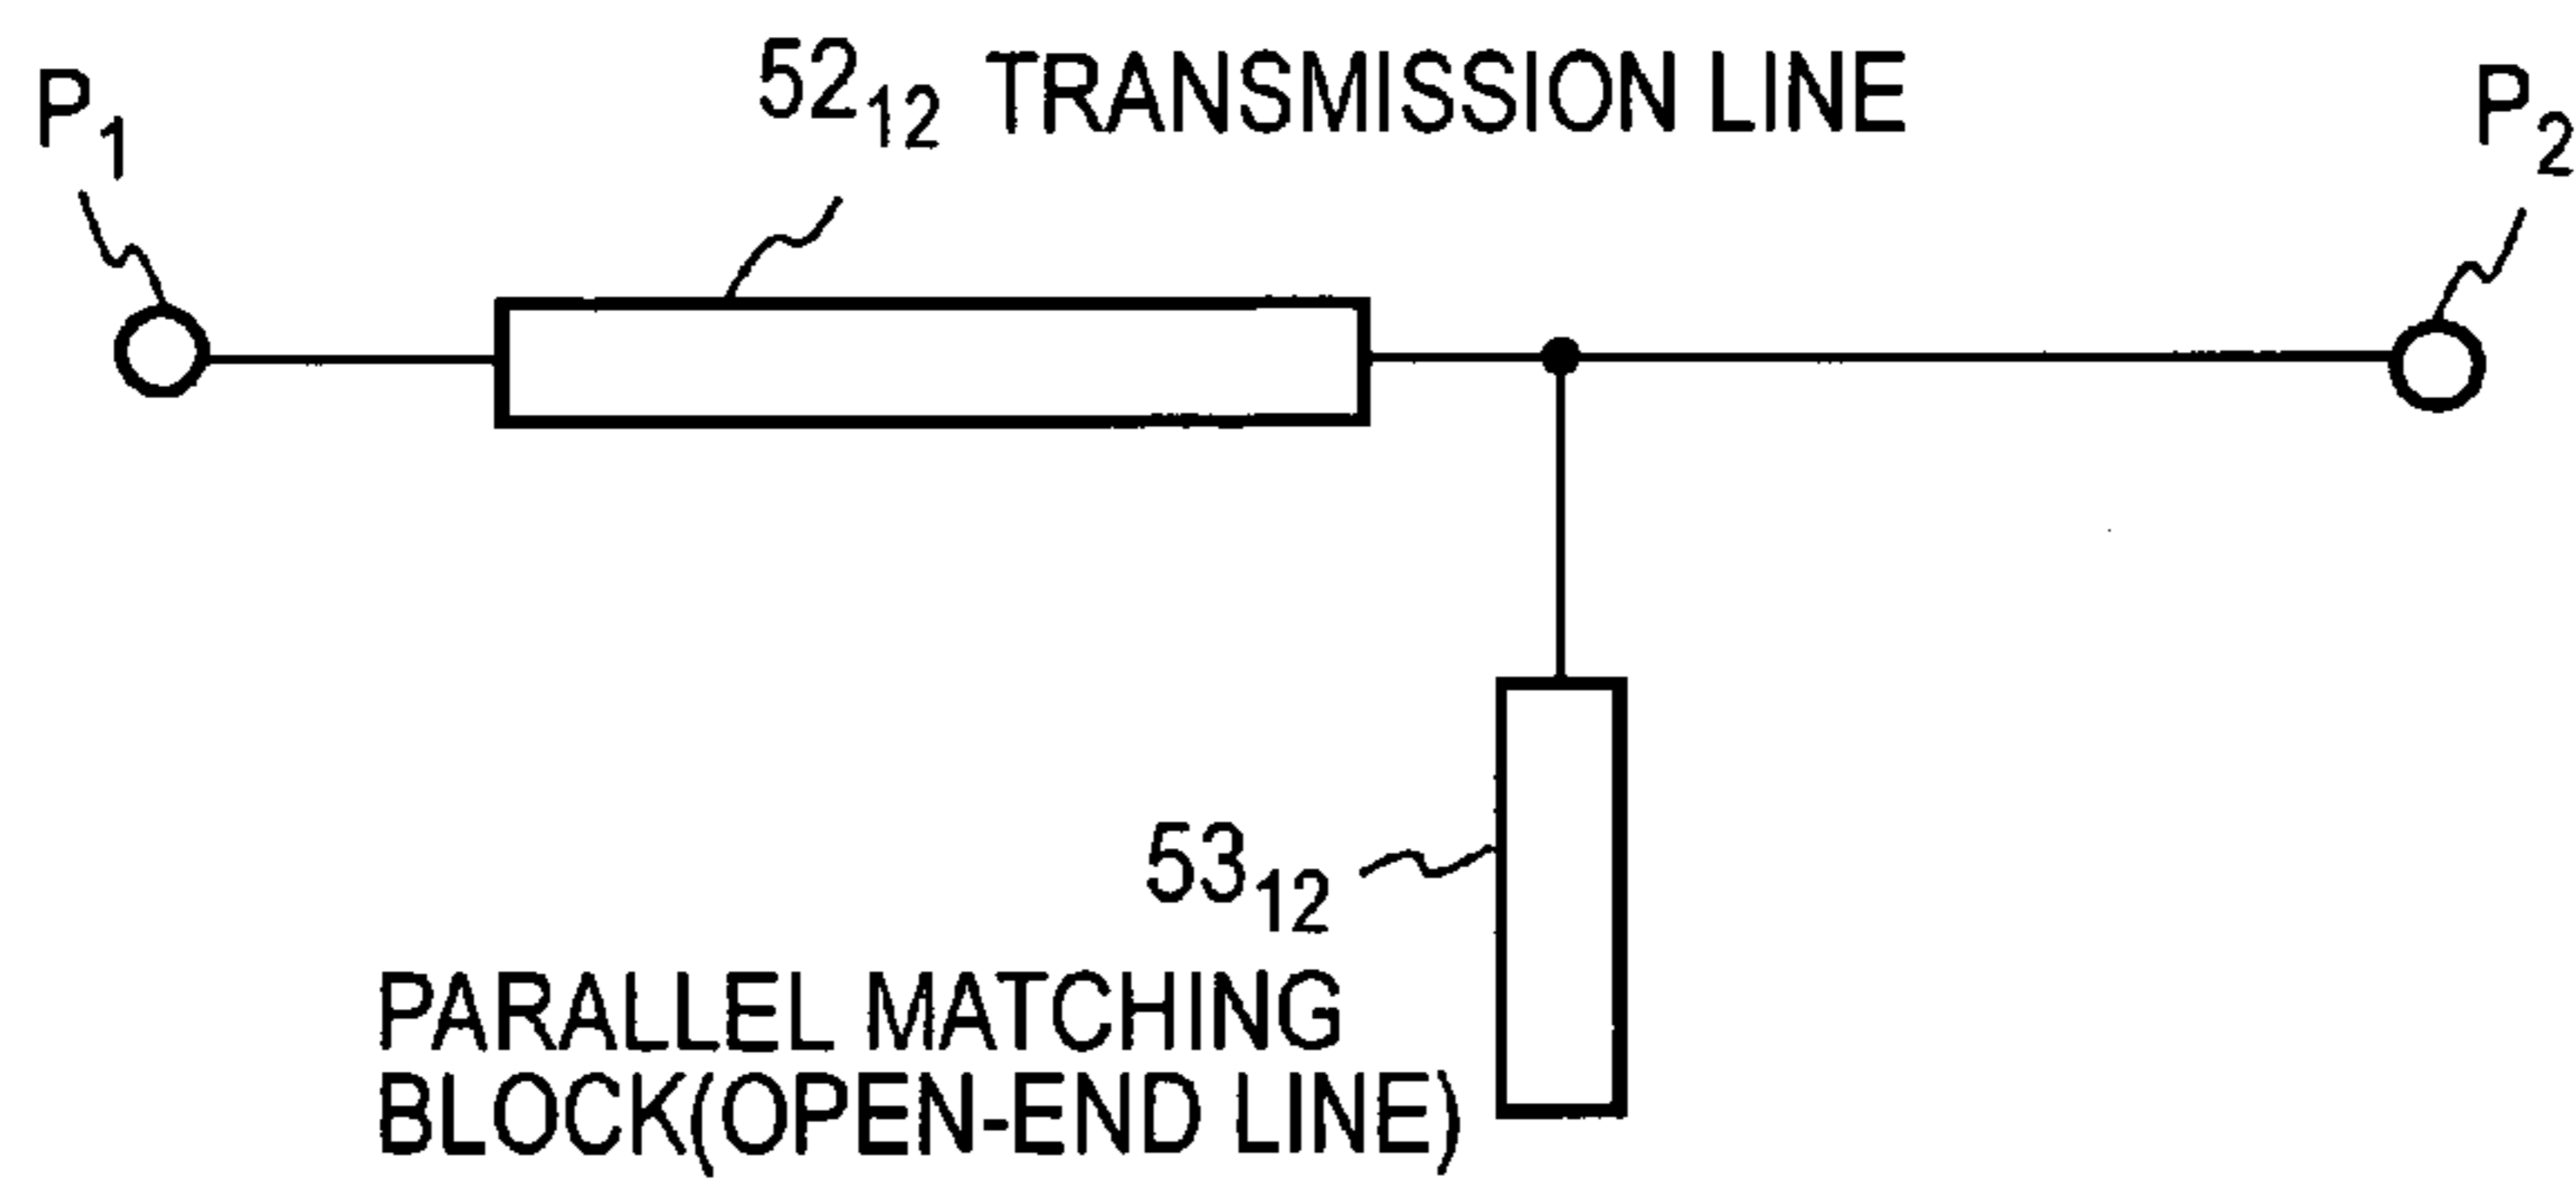 P1
5212 TRANSMISSION LINE
P2
5312
PARALLEL MATCHING
BLOCK(OPEN-END LINE)